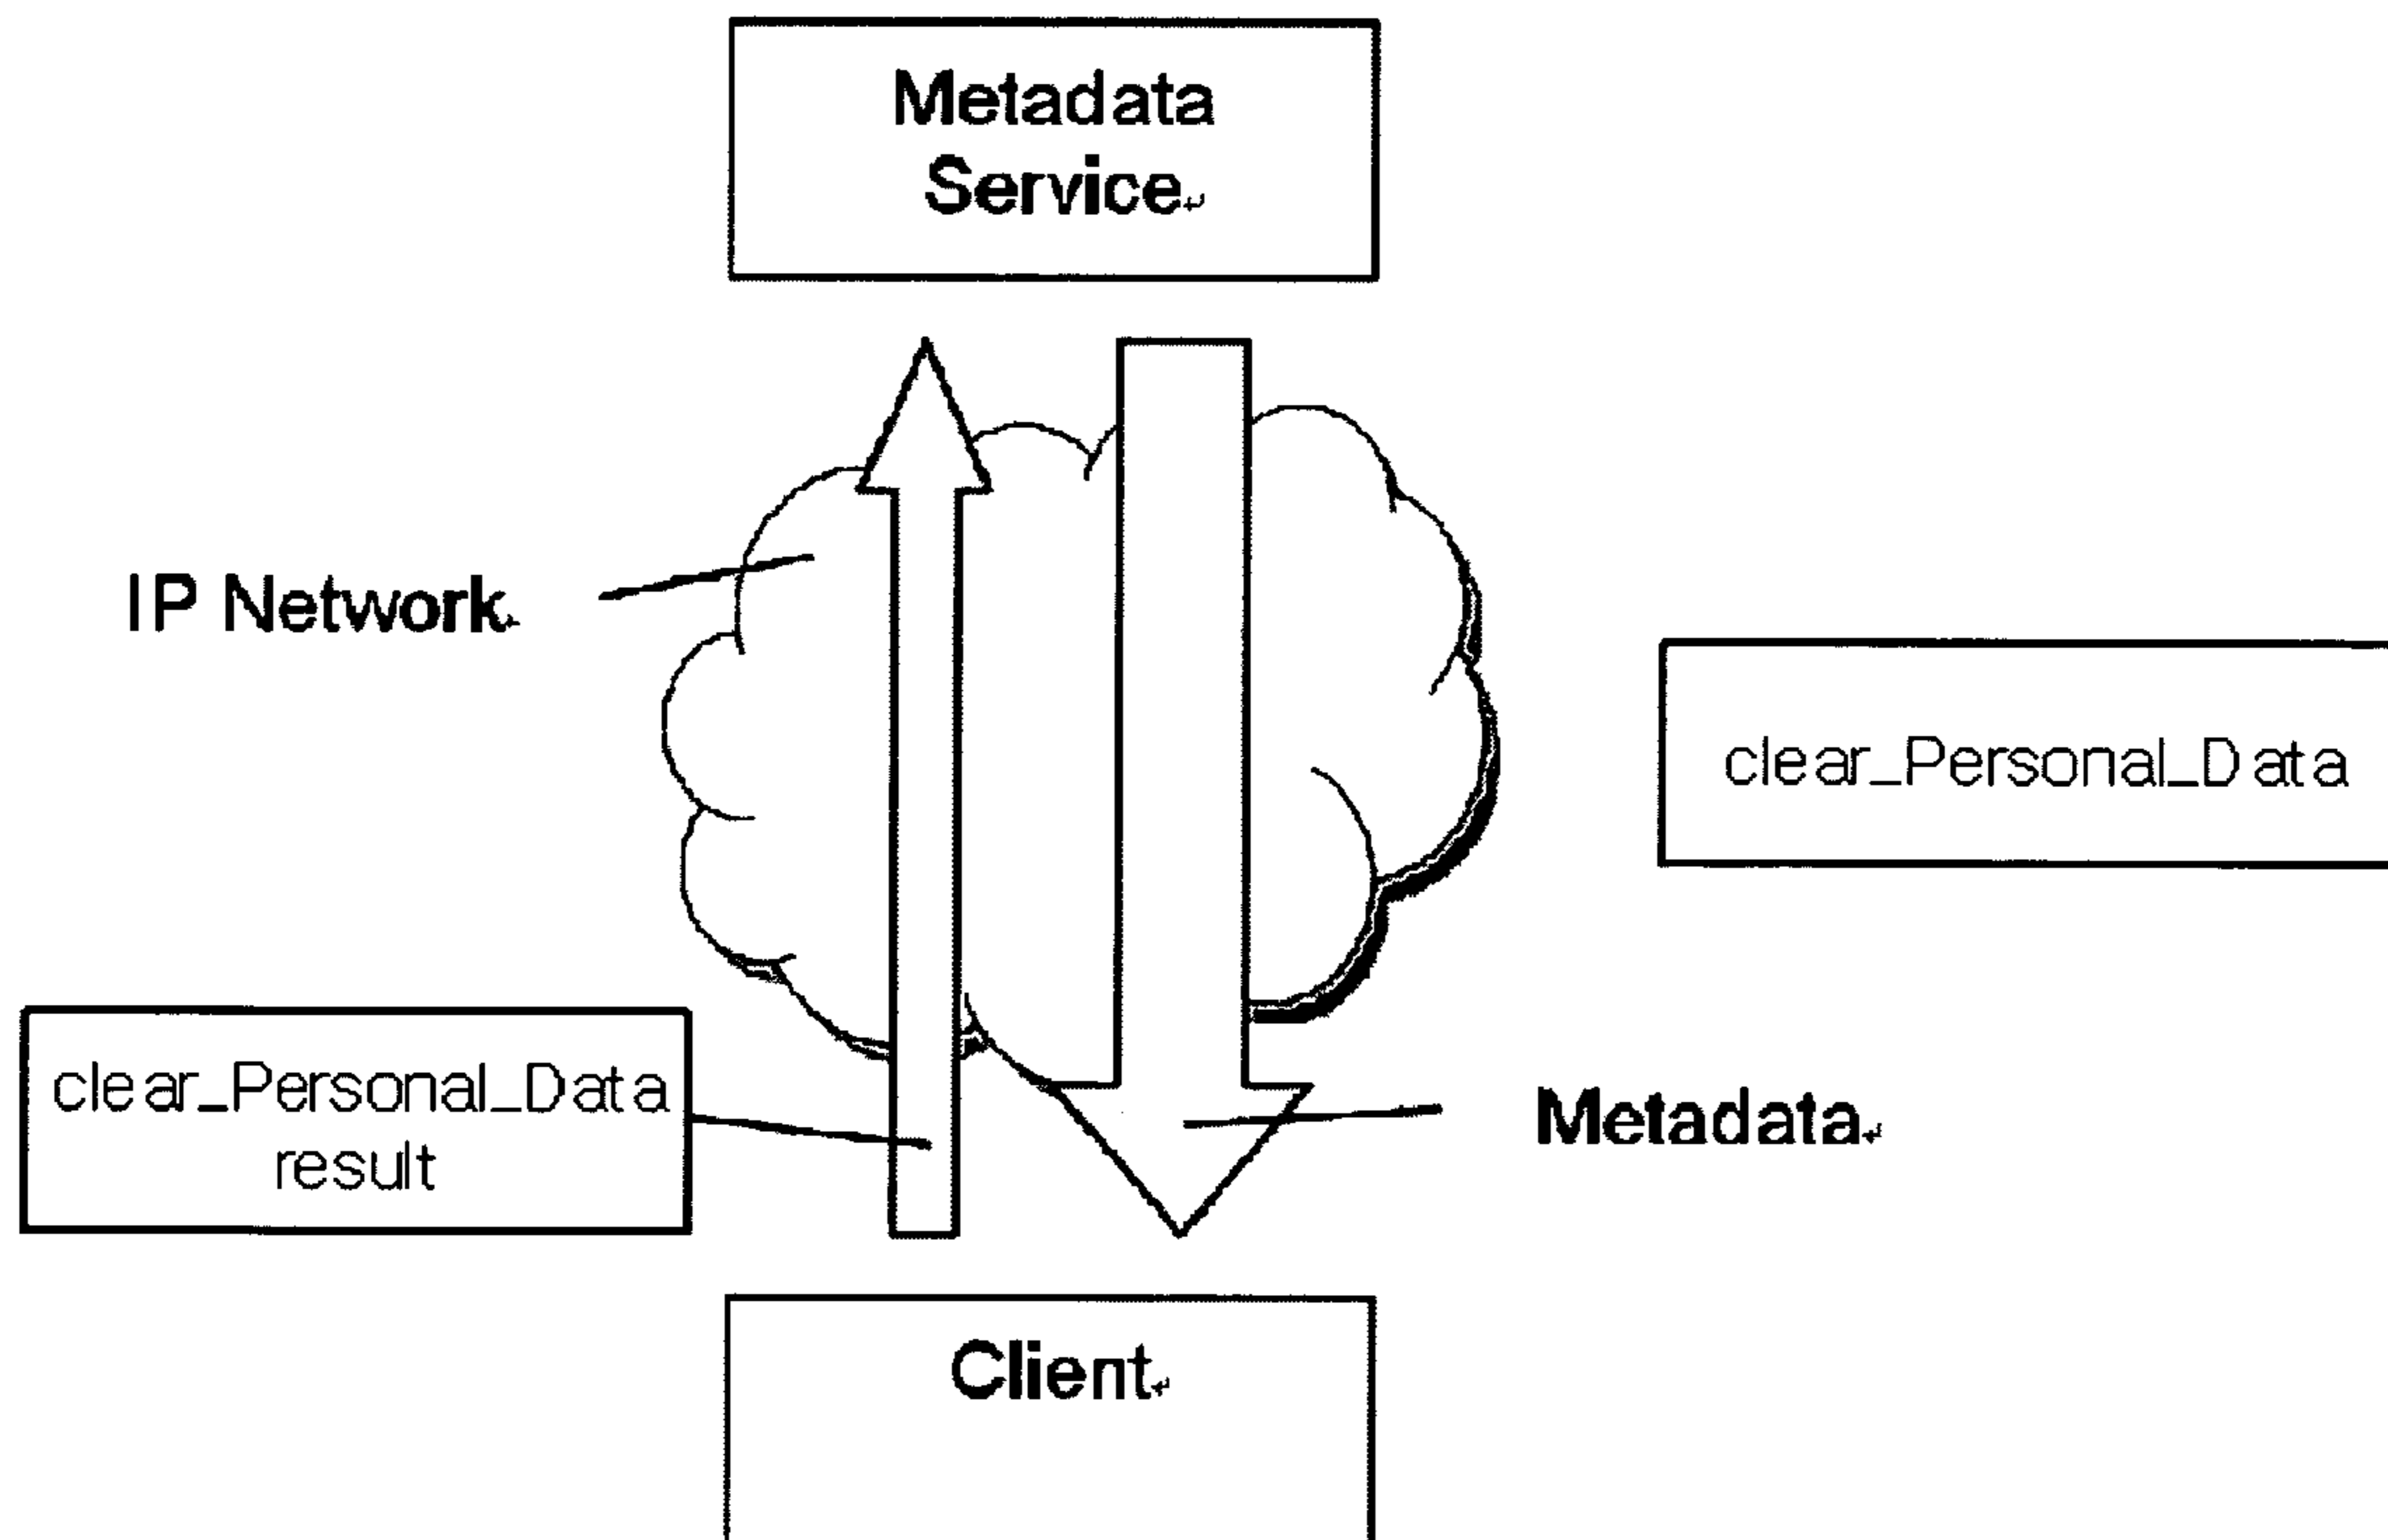 Metadata
Service
IP Network
clear_Personal_Data
clear_Personal_Data
result
Metadata
Client